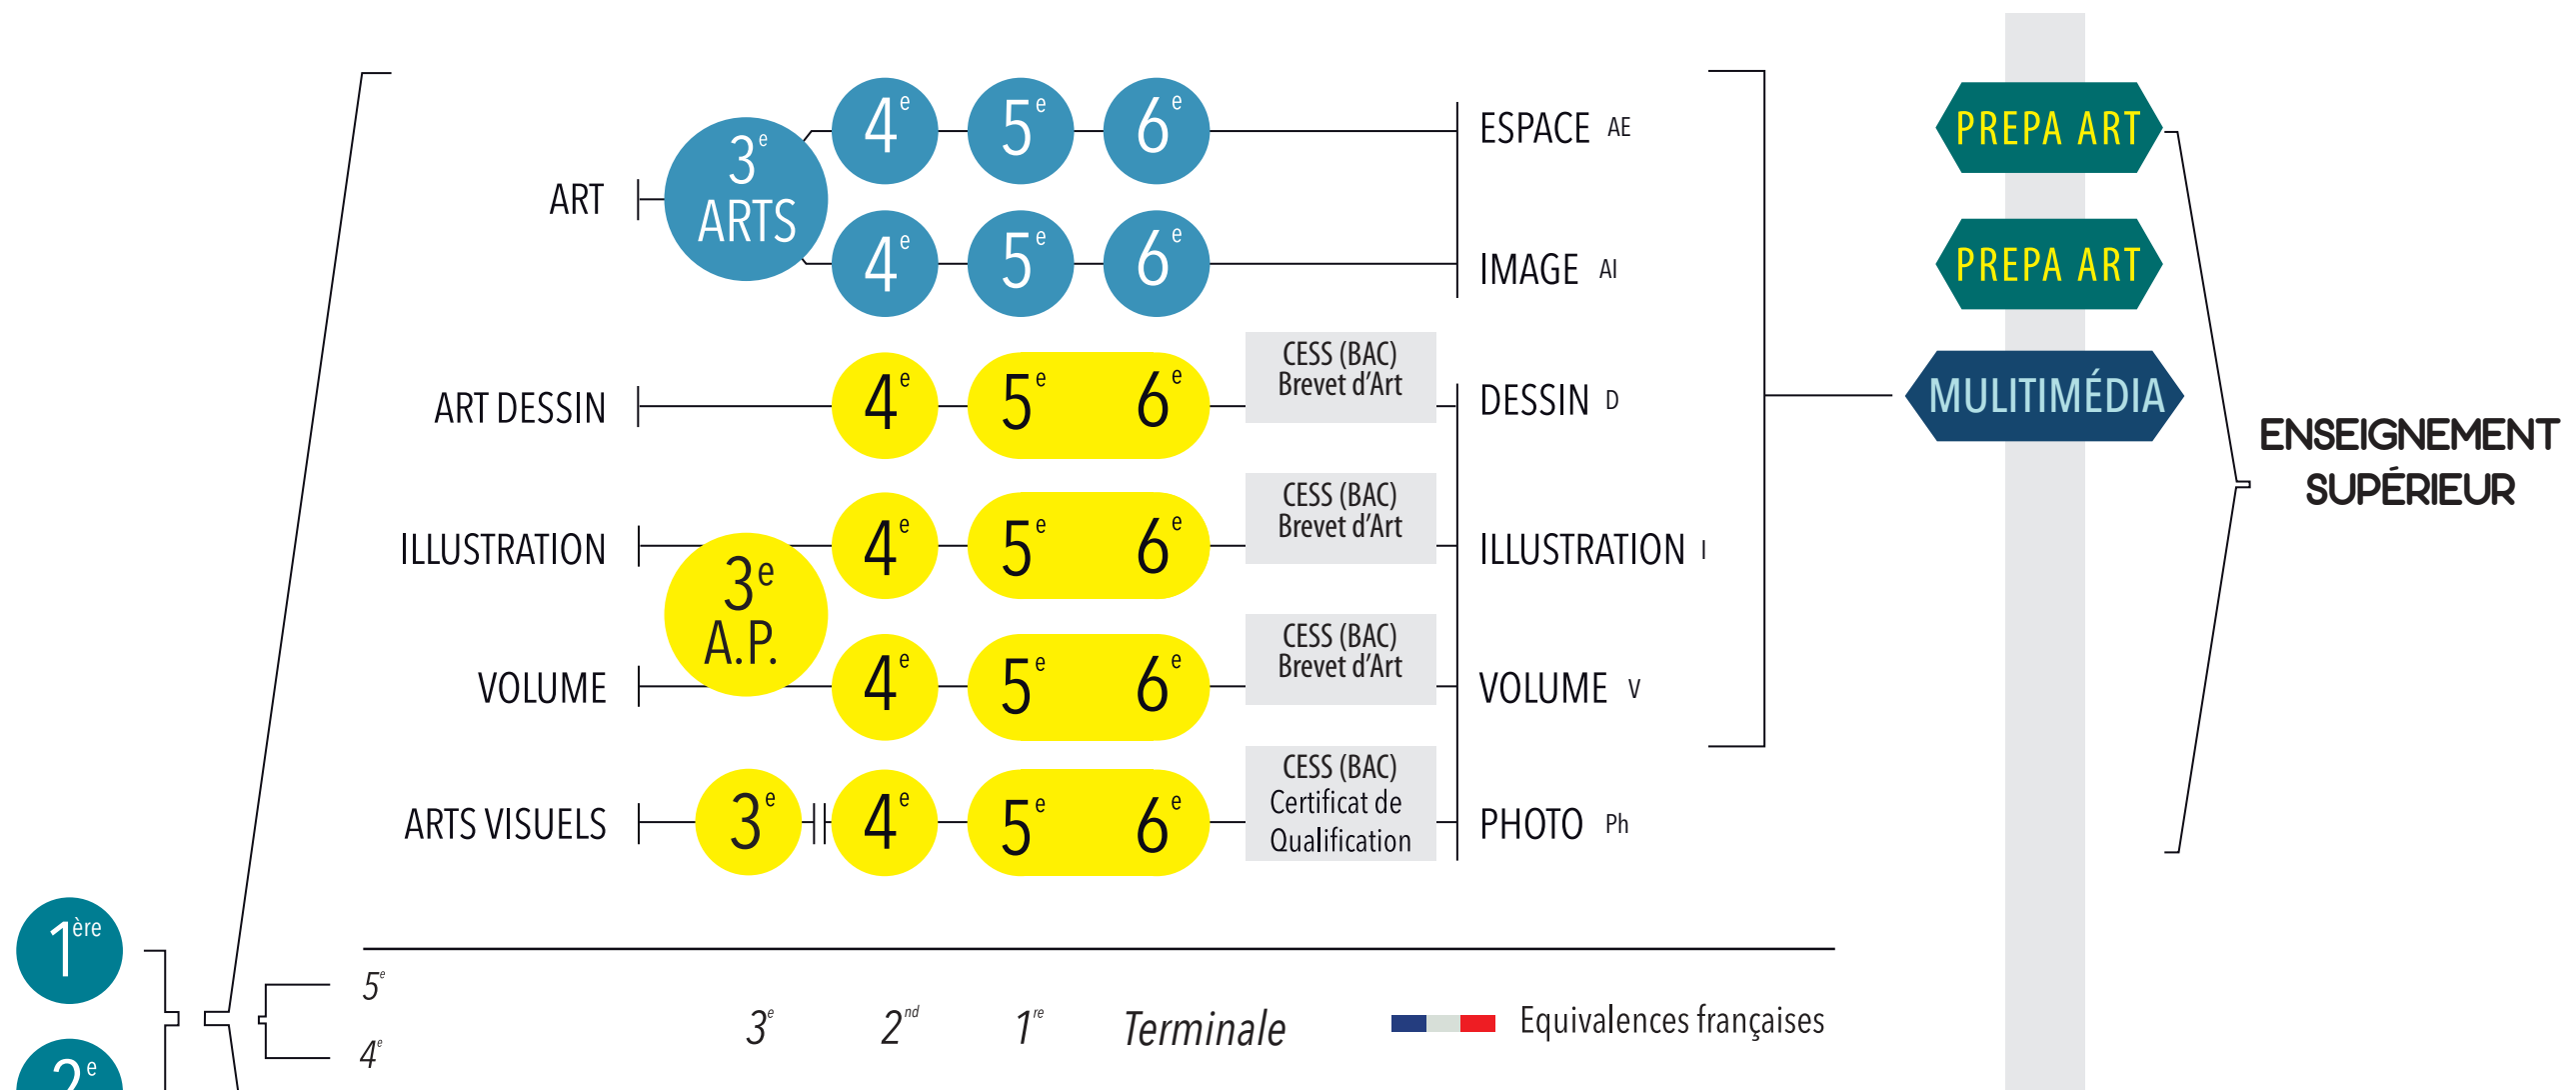 ART
3e
ARTS
4e
5e
6e
ESPACE AE
4e
5e
6e
IMAGE AI
ART DESSIN
4e
5e
6e
CESS (BAC)
Brevet d'Art
DESSIN D
ILLUSTRATION
4e
5e
6e
CESS (BAC)
Brevet d'Art
ILLUSTRATION I
3e
A.P.
VOLUME
4e
5e
6e
CESS (BAC)
Brevet d'Art
VOLUME V
ARTS VISUELS
3e
4e
5e
6e
CESS (BAC)
Certificat de
Qualification
PHOTO Ph
PREPA ART
PREPA ART
MULITIMÉDIA
ENSEIGNEMENT
SUPÉRIEUR
1ère
2e
5e
4e
3e
2nd
1re
Terminale
Equivalences françaises